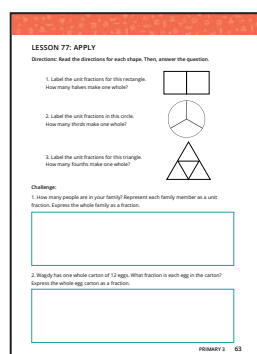 LESSON 77: APPLY
Directions: Read the directions for each shape. Then, answer the question.
1. Label the unit fractions for this rectangle.
How many halves make one whole?
2. Label the unit fractions in this circle.
How many thirds make one whole?
3. Label the unit fractions for this triangle.
How many fourths make one whole?
Challenge:
1. How many people are in your family? Represent each family member as a unit
fraction. Express the whole family as a fraction.
2. Wagdy has one whole carton of 12 eggs. What fraction is each egg in the carton?
Express the whole egg carton as a fraction.
PRIMARY 3 63